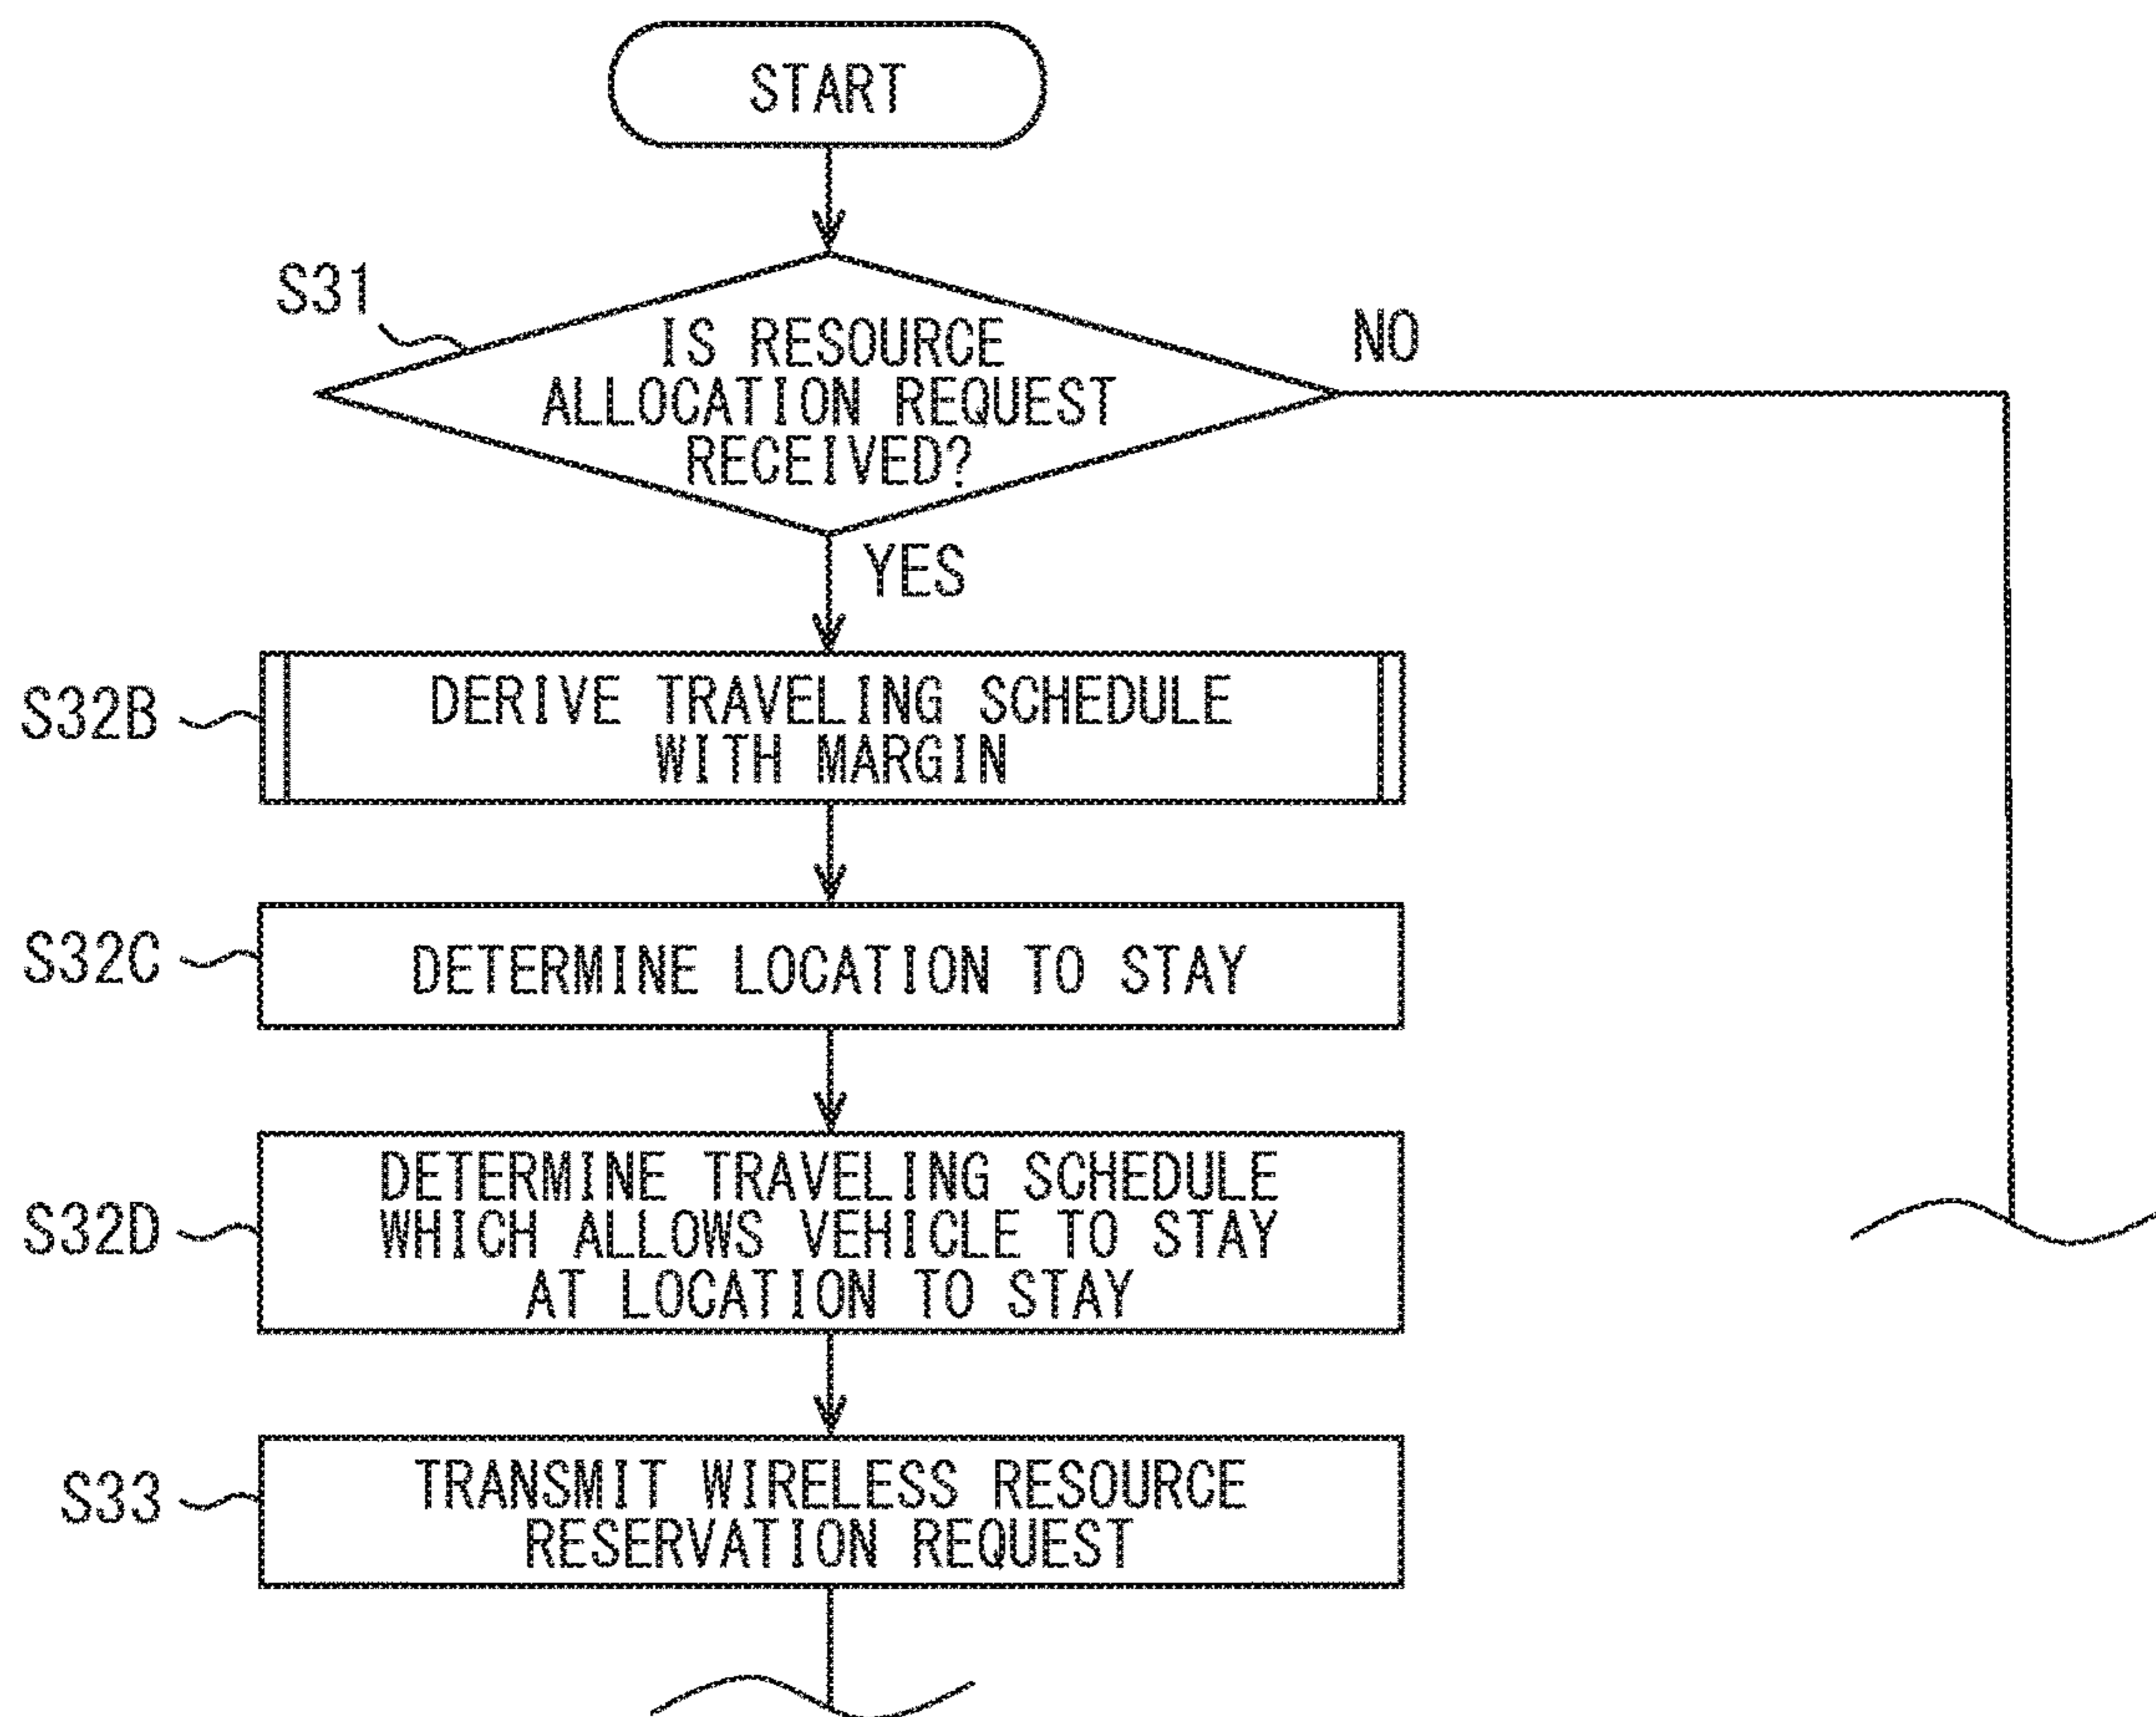 START
S31
IS RESOURCE
ALLOCATION REQUEST
RECEIVED?
NO
YES
S32B
DERIVE TRAVELING SCHEDULE
WITH MARGIN
S32C
DETERMINE LOCATION TO STAY
S32D
DETERMINE TRAVELING SCHEDULE
WHICH ALLOWS VEHICLE TO STAY
AT LOCATION TO STAY
S33
TRANSMIT WIRELESS RESOURCE
RESERVATION REQUEST